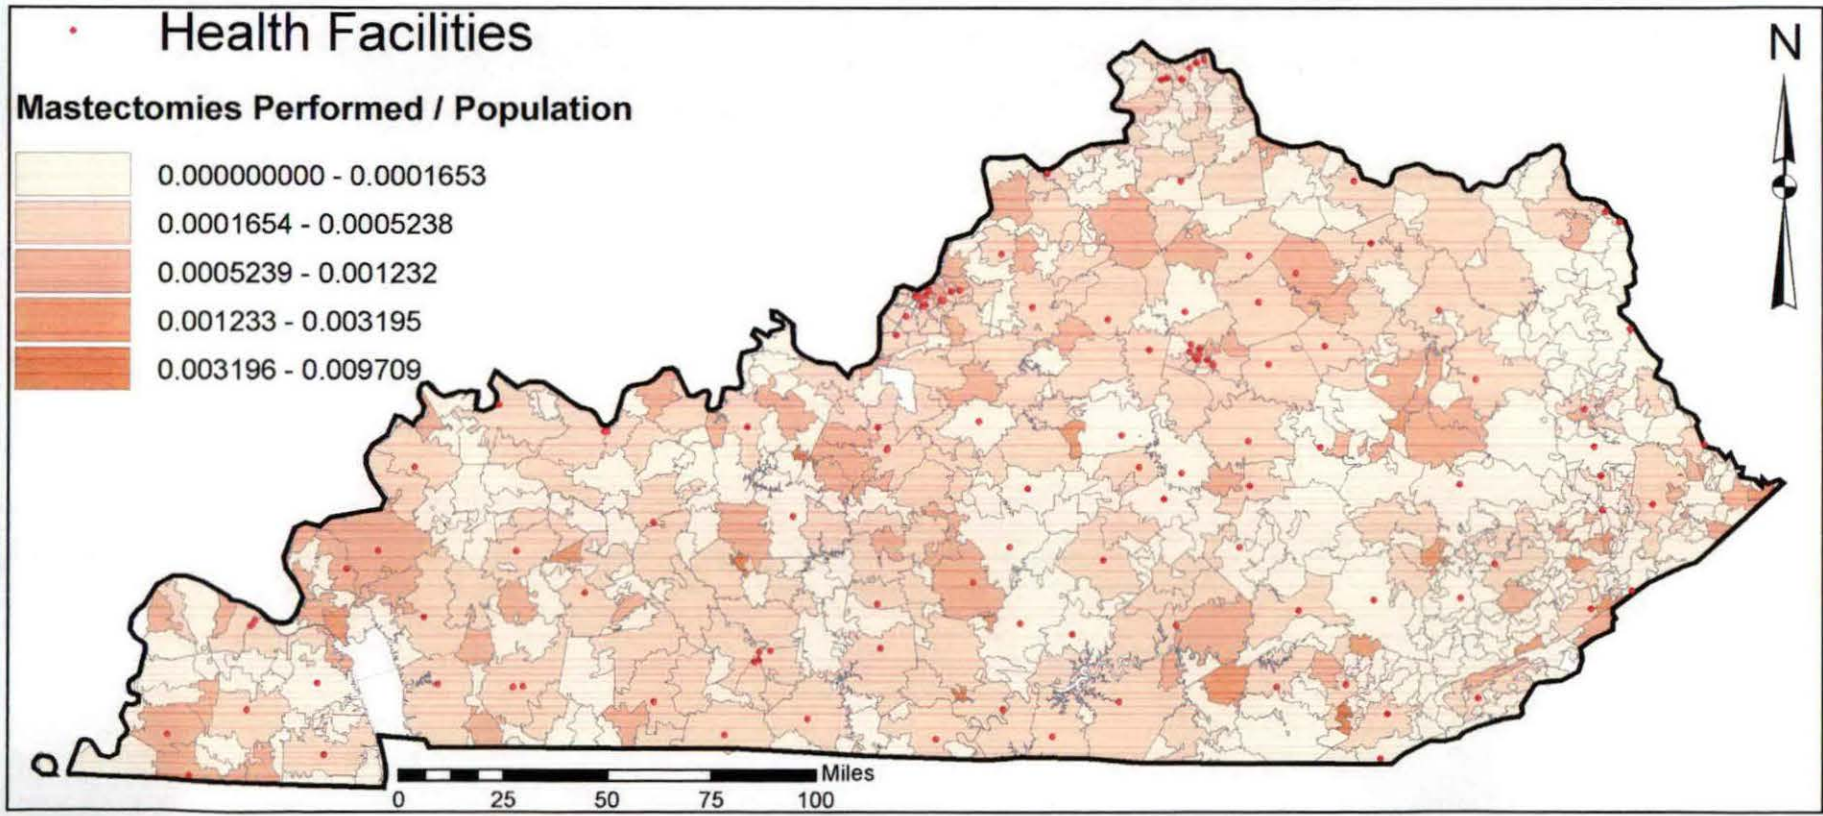 Health Facilities
N
Mastectomies Performed / Population
0.000000000 - 0.0001653
0.0001654 - 0.0005238
0.0005239 - 0.001232
0.001233 - 0.003195
0.003196 - 0.009709
Miles
0 25 50 75 100